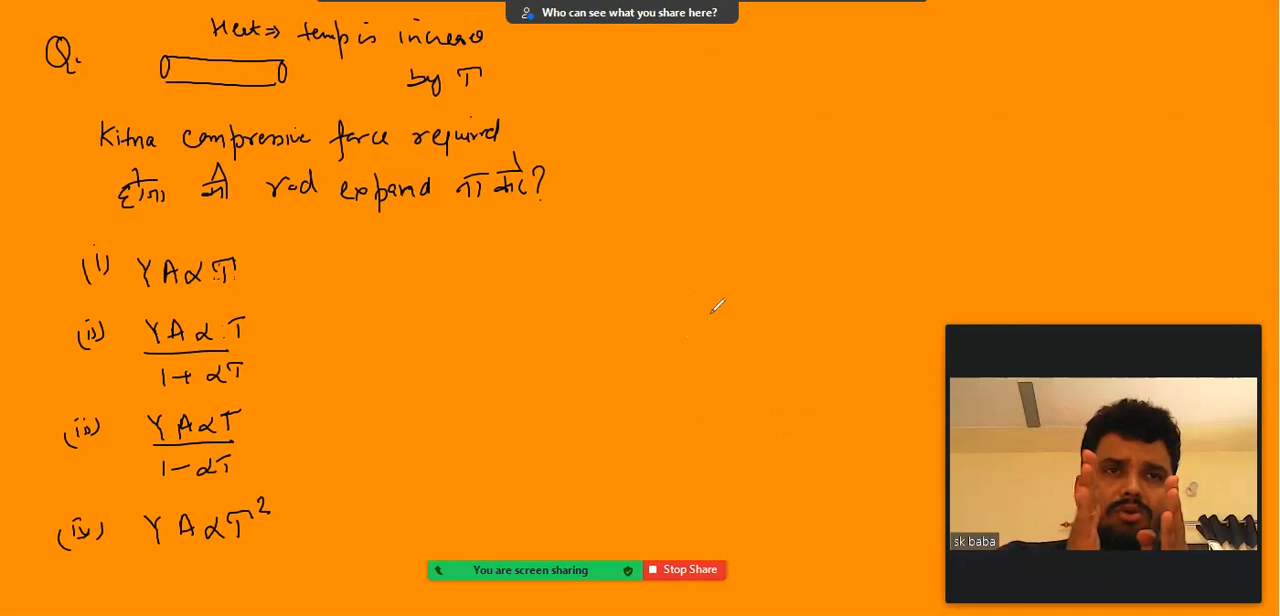 Who can see what you share here?
Heat ⇒ temp is increase
Q.
by T
Kitna compressive force required
होगा की rod expand ना करे?
(i) YAαT
(ii) YAαT
1+αT
(iii) YAαT
1-αT
(iv) YAαT²
sk baba
You are screen sharing
Stop Share